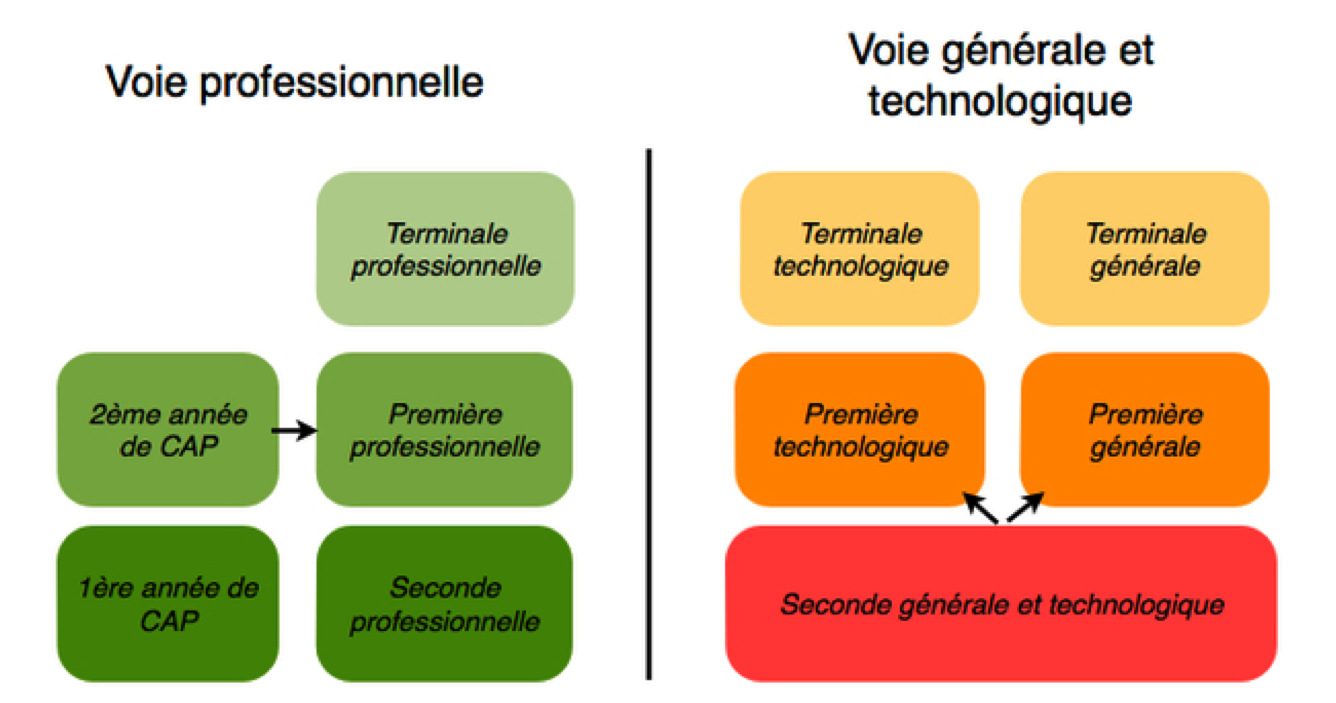 Voie professionnelle
Terminale
professionnelle
2ème année
de CAP
Première
professionnelle
1ère année de
CAP
Seconde
professionnelle
Voie générale et
technologique
Terminale
technologique
Terminale
générale
Première
technologique
Première
générale
Seconde générale et technologique